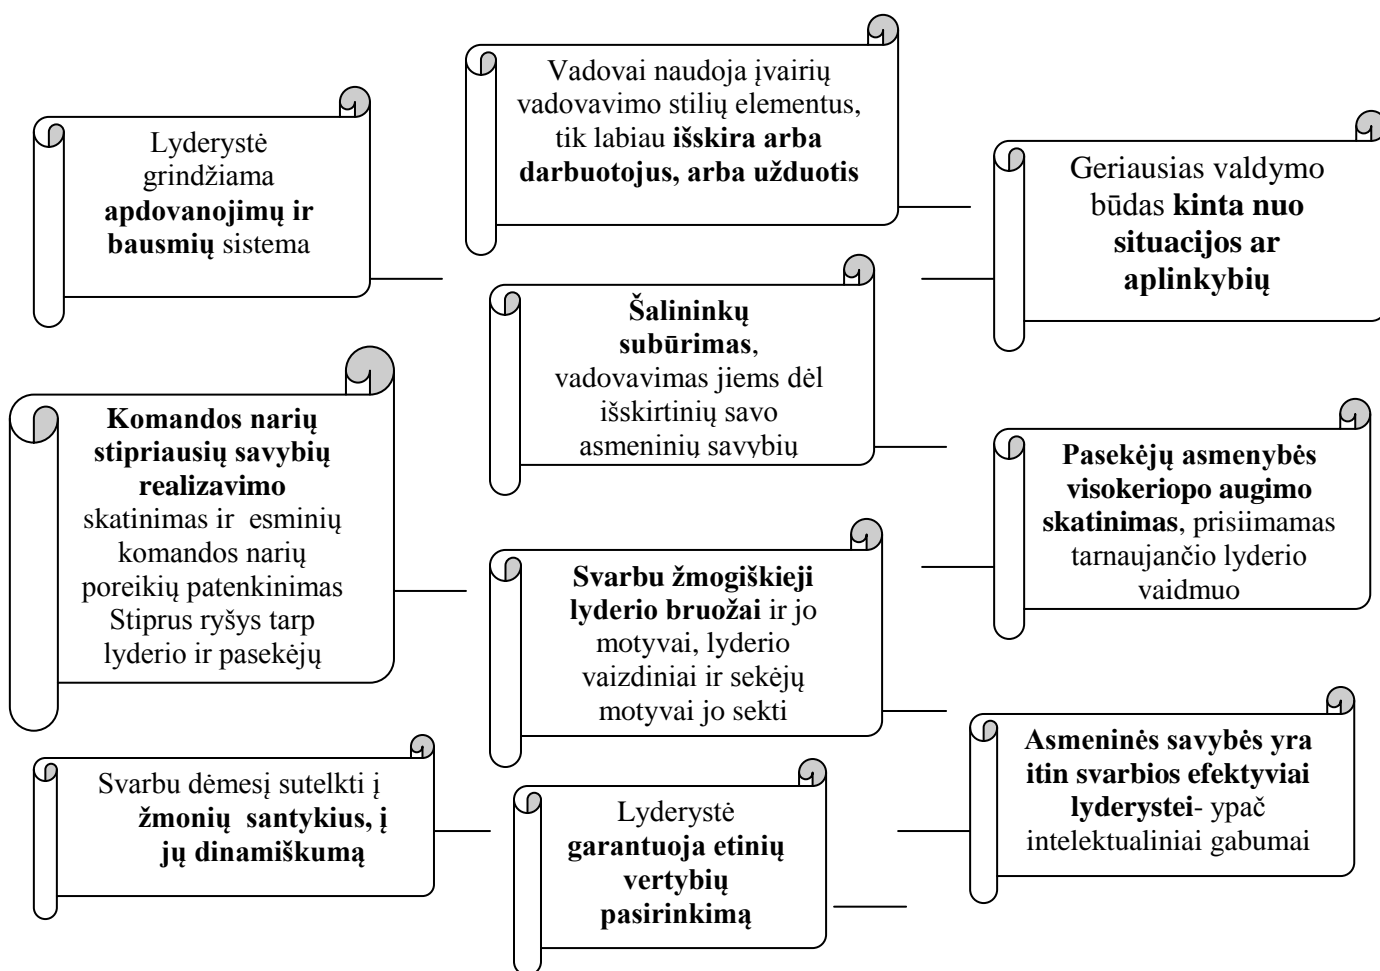 Lyderystė
grindžiama
apdovanojimų ir
bausmių sistema
Vadovai naudoja įvairių
vadovavimo stilių elementus,
tik labiau išskira arba
darbuotojus, arba užduotis
Geriausias valdymo
būdas kinta nuo
situacijos ar
aplinkybių
Šalininkų
subūrimas,
vadovavimas jiems dėl
išskirtinių savo
asmeninių savybių
Komandos narių
stipriausių savybių
realizavimo
skatinimas ir esminių
komandos narių
poreikių patenkinimas
Stiprus ryšys tarp
lyderio ir pasekėjų
Pasekėjų asmenybės
visokeriopo augimo
skatinimas, prisiimamas
tarnaujančio lyderio
vaidmuo
Svarbu žmogiškieji
lyderio bruožai ir jo
motyvai, lyderio
vaizdiniai ir sekėjų
motyvai jo sekti
Svarbu dėmesį sutelkti į
žmonių santykius, į
jų dinamiškumą
Lyderystė
garantuoja etinių
vertybių
pasirinkimą
Asmeninės savybės yra
itin svarbios efektyviai
lyderystei- ypač
intelektualiniai gabumai